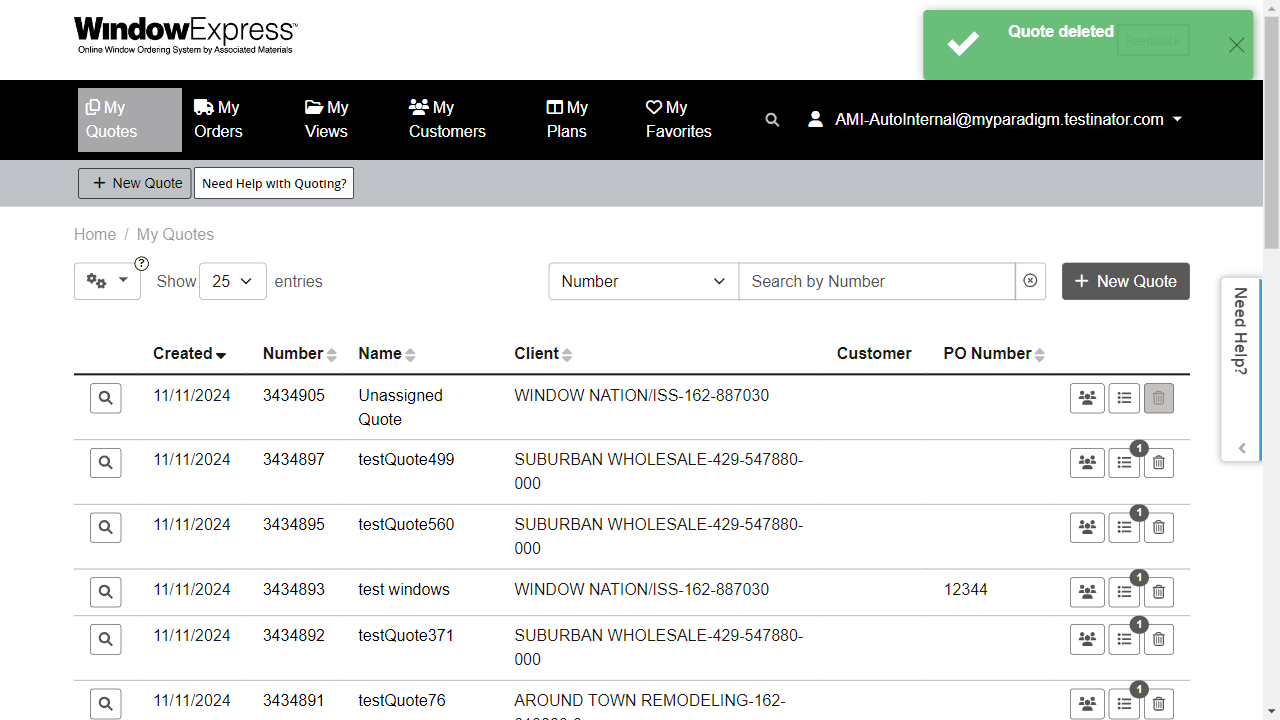 WindowExpress™
Online Window Ordering System by Associated Materials
Quote deleted
Feedback
My Quotes
My Orders
My Views
My Customers
My Plans
My Favorites
AMI-AutoInternal@myparadigm.testinator.com
New Quote
Need Help with Quoting?
Home / My Quotes
?
Show 25 entries
Number
Search by Number
New Quote
Need Help?
Created Number Name Client Customer PO Number
11/11/2024 3434905 Unassigned Quote WINDOW NATION/ISS-162-887030
11/11/2024 3434897 testQuote499 SUBURBAN WHOLESALE-429-547880-000 1
11/11/2024 3434895 testQuote560 SUBURBAN WHOLESALE-429-547880-000 1
11/11/2024 3434893 test windows WINDOW NATION/ISS-162-887030 12344 1
11/11/2024 3434892 testQuote371 SUBURBAN WHOLESALE-429-547880-000 1
11/11/2024 3434891 testQuote76 AROUND TOWN REMODELING-162- 1